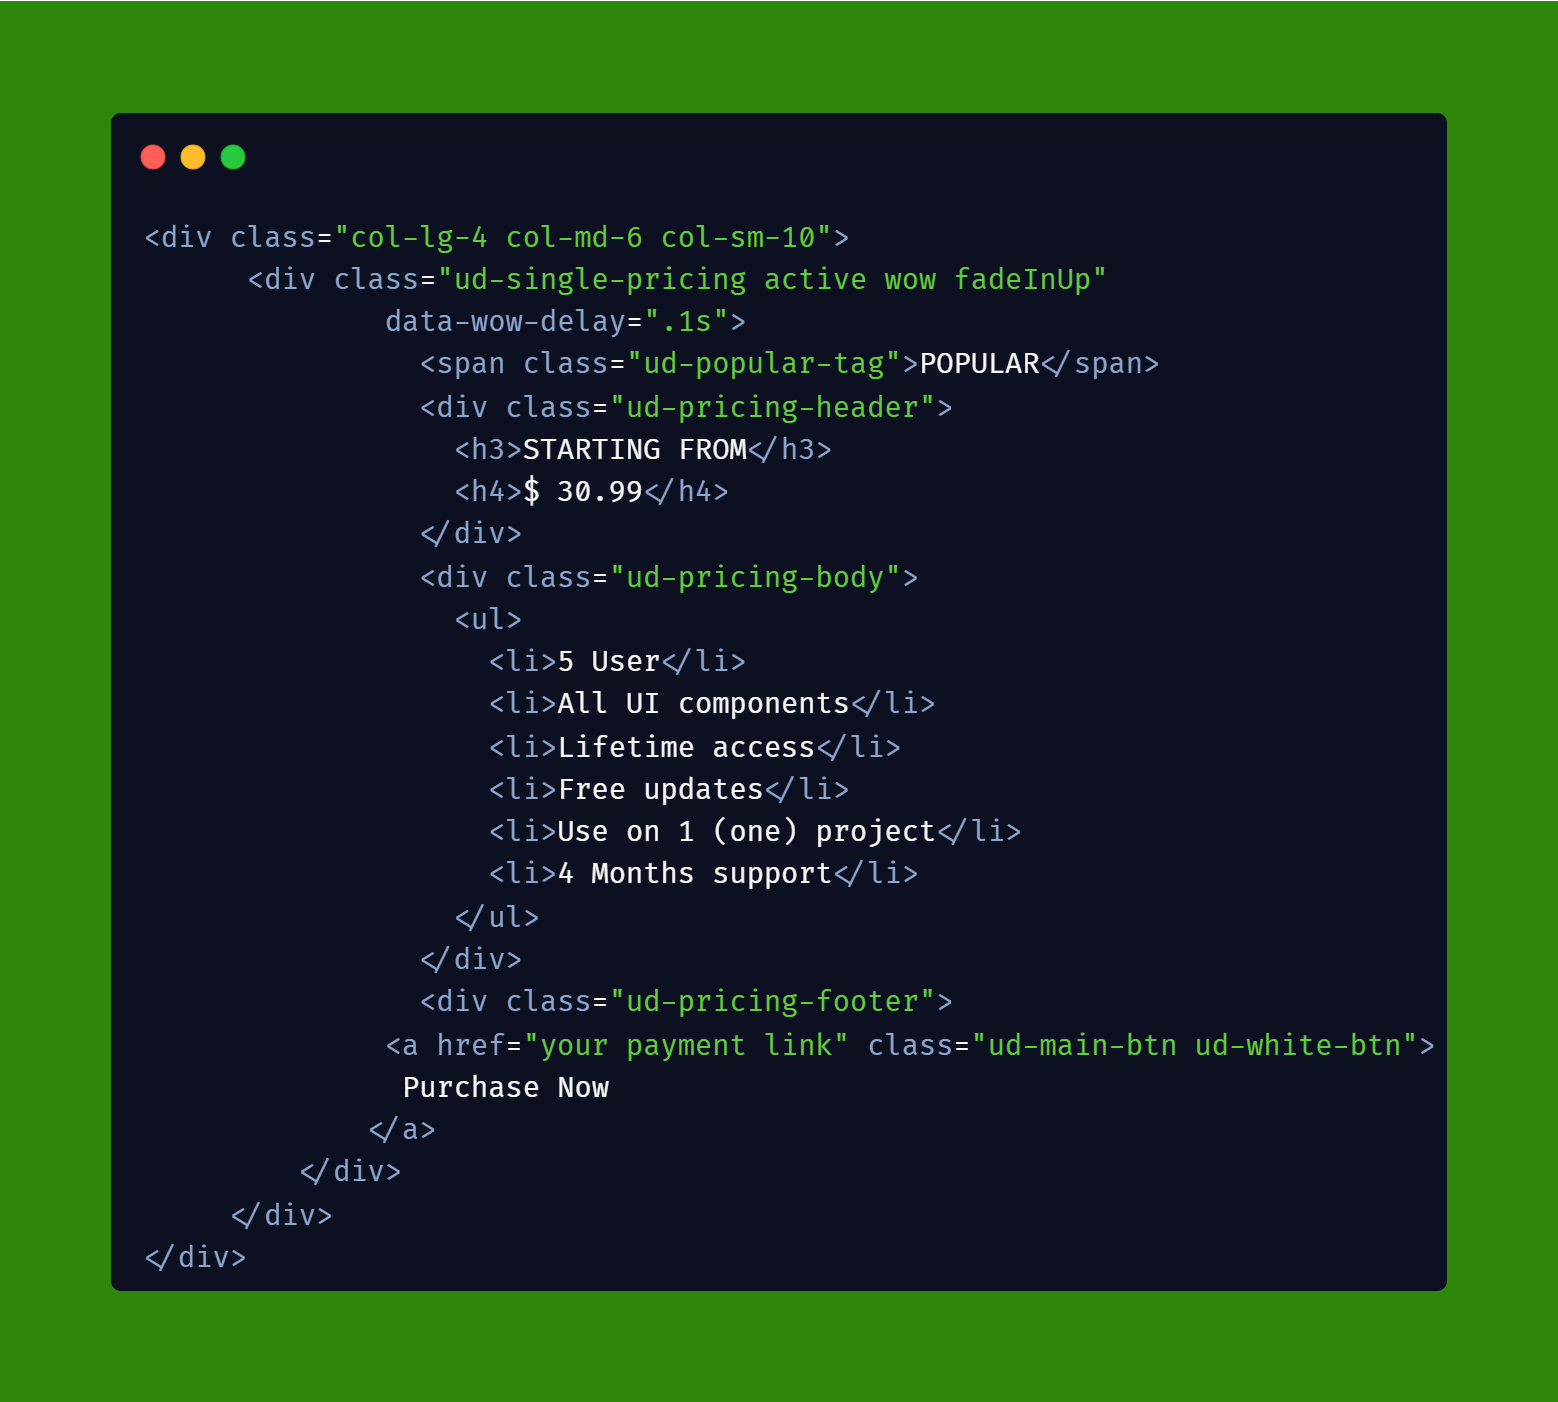 <div class="col-lg-4 col-md-6 col-sm-10">
<div class="ud-single-pricing active wow fadeInUp"
data-wow-delay=".1s">
<span class="ud-popular-tag">POPULAR</span>
<div class="ud-pricing-header">
<h3>STARTING FROM</h3>
<h4>$ 30.99</h4>
</div>
<div class="ud-pricing-body">
<ul>
<li>5 User</li>
<li>All UI components</li>
<li>Lifetime access</li>
<li>Free updates</li>
<li>Use on 1 (one) project</li>
<li>4 Months support</li>
</ul>
</div>
<div class="ud-pricing-footer">
<a href="your payment link" class="ud-main-btn ud-white-btn">
Purchase Now
</a>
</div>
</div>
</div>